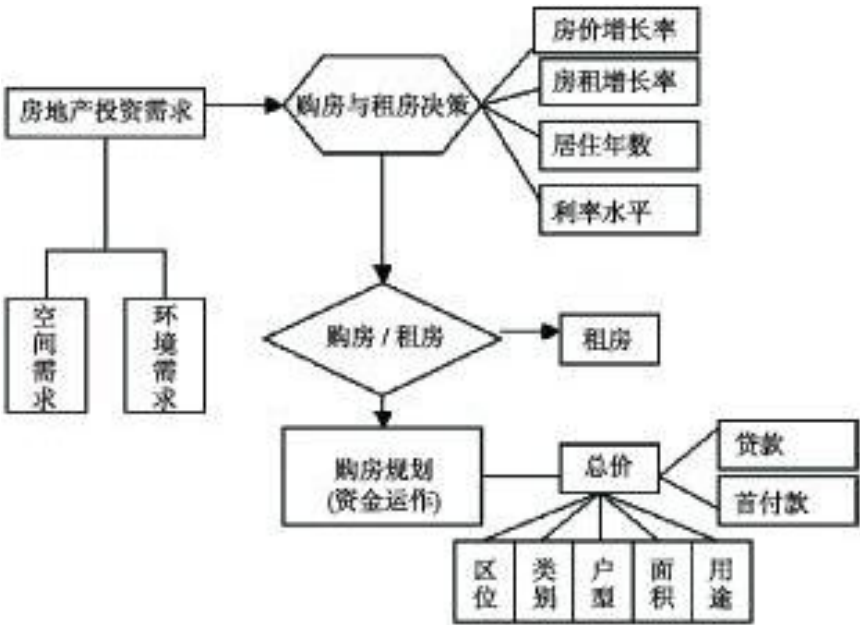 房价增长率
房租增长率
房地产投资需求
购房与租房决策
居住年数
利率水平
空间需求
环境需求
购房 / 租房
租房
购房规划
(资金运作)
总价
贷款
首付款
区位
类别
户型
面积
用途